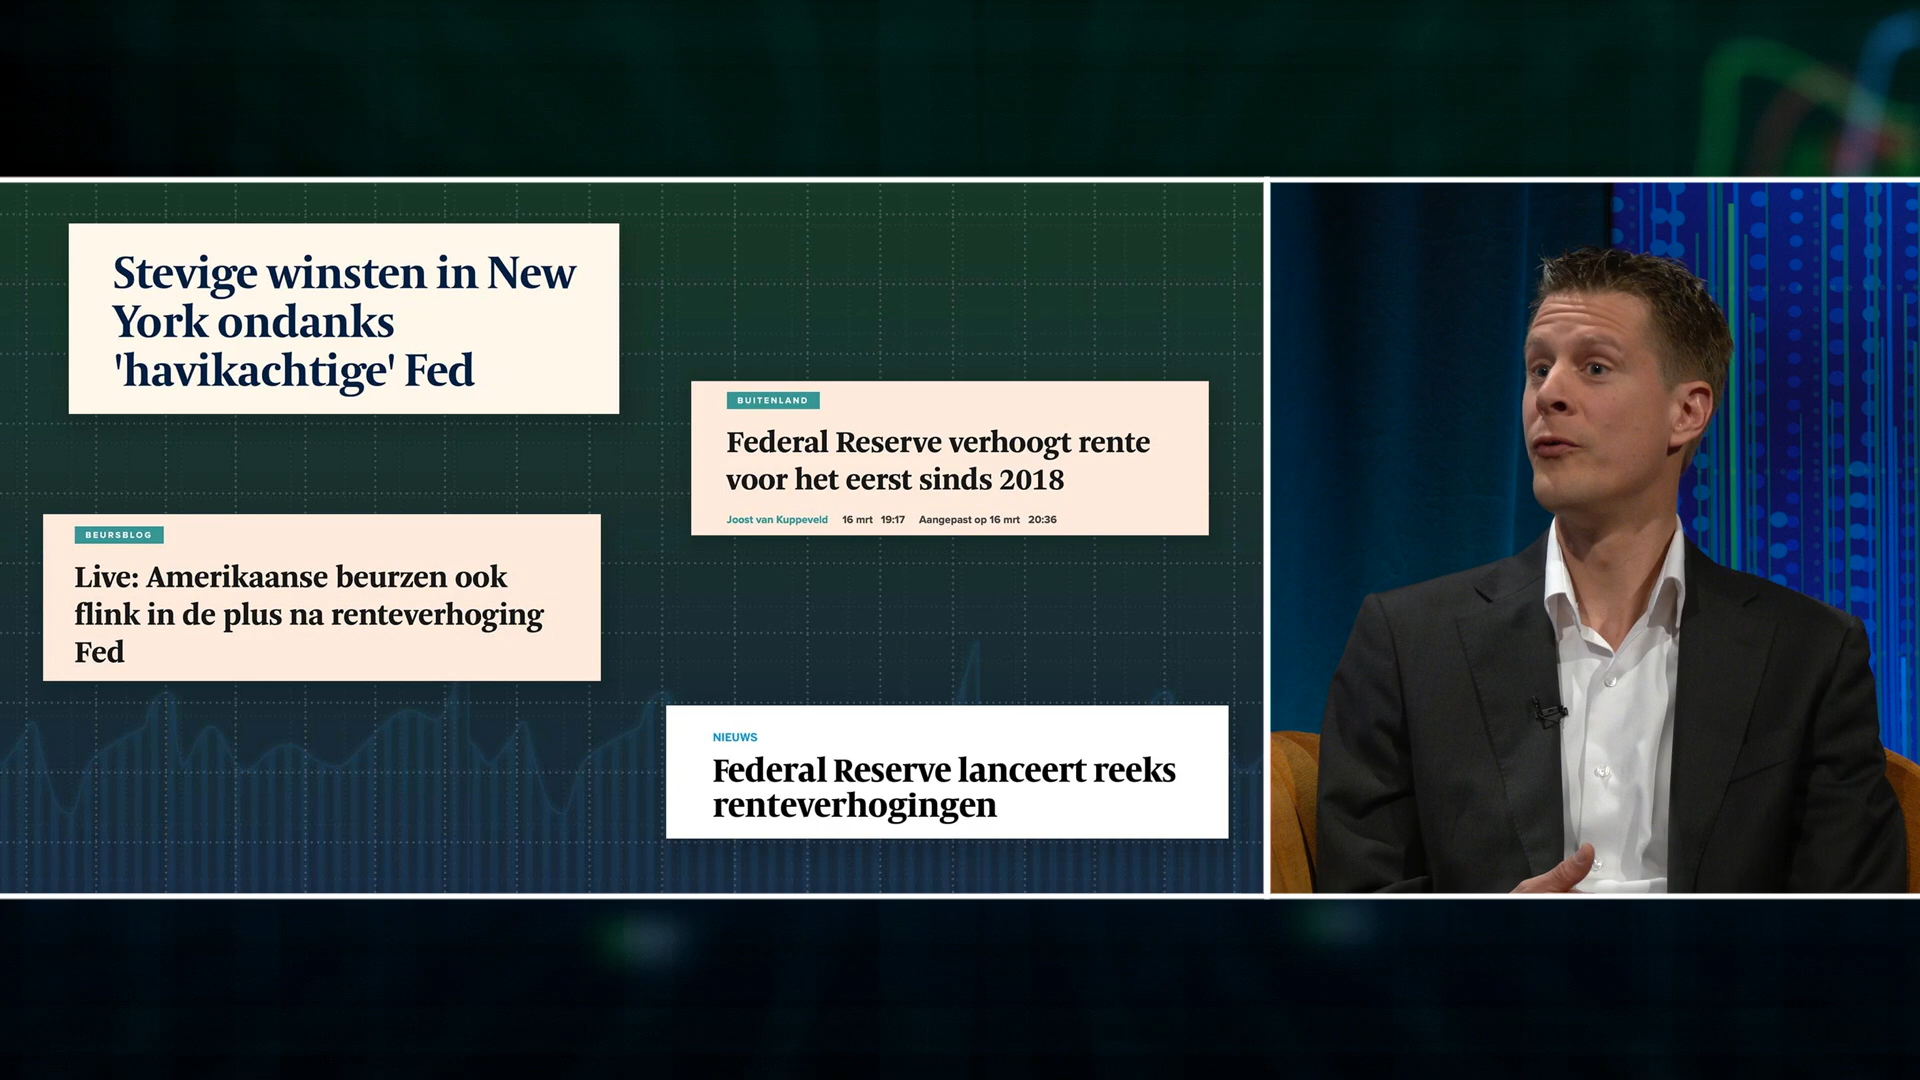 Stevige winsten in New
York ondanks
'havikachtige' Fed
BUITENLAND
Federal Reserve verhoogt rente
voor het eerst sinds 2018
Joost van Kuppeveld 16 mrt 19:17 Aangepast op 16 mrt 20:36
BEURSBLOG
Live: Amerikaanse beurzen ook
flink in de plus na renteverhoging
Fed
NIEUWS
Federal Reserve lanceert reeks
renteverhogingen